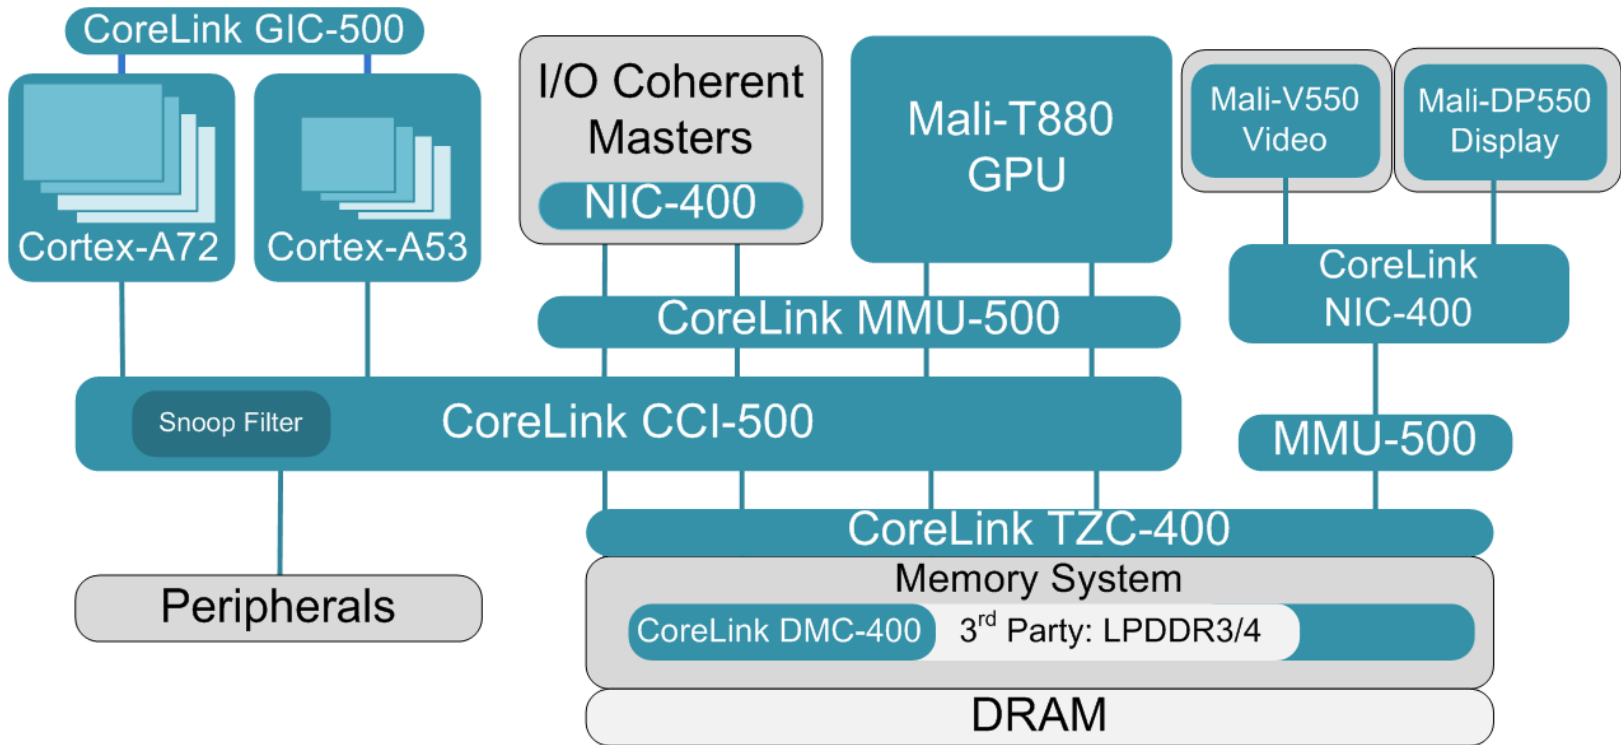 CoreLink GIC-500
Cortex-A72
Cortex-A53
I/O Coherent
Masters
NIC-400
Mali-T880
GPU
Mali-V550
Video
Mali-DP550
Display
CoreLink
NIC-400
CoreLink MMU-500
Snoop Filter
CoreLink CCI-500
MMU-500
CoreLink TZC-400
Peripherals
Memory System
CoreLink DMC-400
3rd Party: LPDDR3/4
DRAM